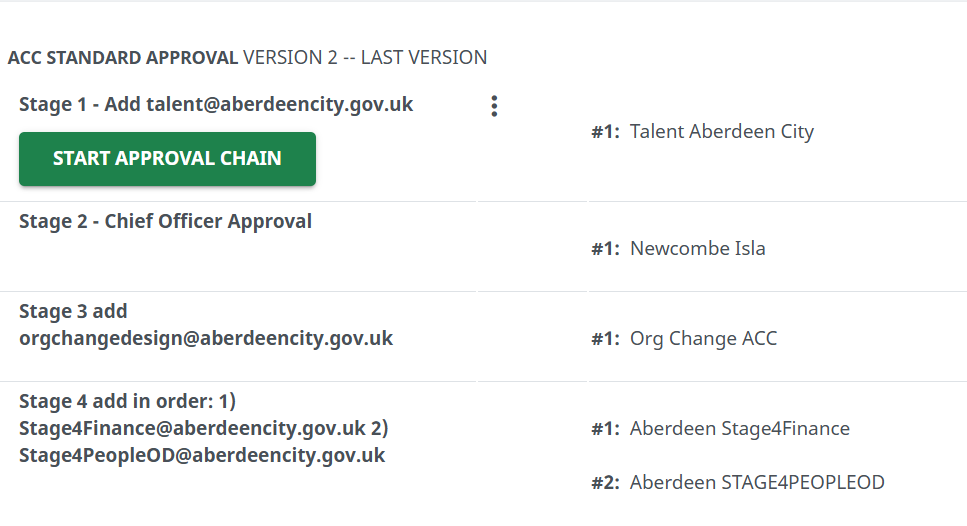 ACC STANDARD APPROVAL VERSION 2 -- LAST VERSION
Stage 1 - Add talent@aberdeencity.gov.uk
#1: Talent Aberdeen City
START APPROVAL CHAIN
Stage 2 - Chief Officer Approval
#1: Newcombe Isla
Stage 3 add
orgchangedesign@aberdeencity.gov.uk
#1: Org Change ACC
Stage 4 add in order: 1)
Stage4Finance@aberdeencity.gov.uk 2)
Stage4PeopleOD@aberdeencity.gov.uk
#1: Aberdeen Stage4Finance
#2: Aberdeen STAGE4PEOPLEOD